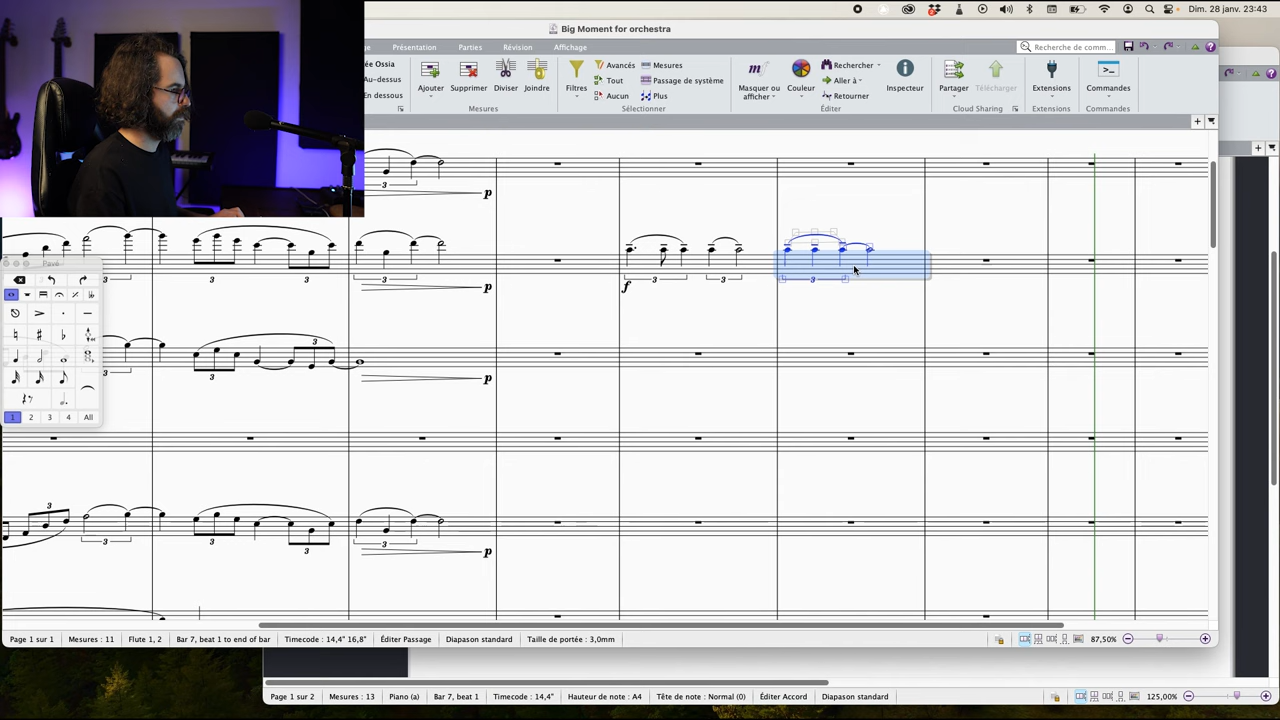 Dim. 28 janv. 23:43
Big Moment for orchestra
Présentation Parties Révision Affichage
Recherche de comm...
Ossia
Au-dessus
En dessous
Ajouter Supprimer Diviser Joindre
Mesures
Filtres
Avancés
Tout
Aucun
Mesures
Passage de système
Plus
Sélectionner
Masquer ou afficher
Couleur
Rechercher
Aller à
Retourner
Inspecteur
Éditer
Partager Télécharger
Cloud Sharing
Extensions
Extensions
Commandes
Commandes
3 p
3 3 3 3 p
f 3 3 3
3 3 3 p
3 3 3 3 3 p
Pavé
1 2 3 4 All
Page 1 sur 1 Mesures : 11 Flute 1, 2 Bar 7, beat 1 to end of bar Timecode : 14,4" 16,8" Éditer Passage Diapason standard Taille de portée : 3,0mm 87,50%
Page 1 sur 2 Mesures : 13 Piano (a) Bar 7, beat 1 Timecode : 14,4" Hauteur de note : A4 Tête de note : Normal (0) Éditer Accord Diapason standard 125,00%